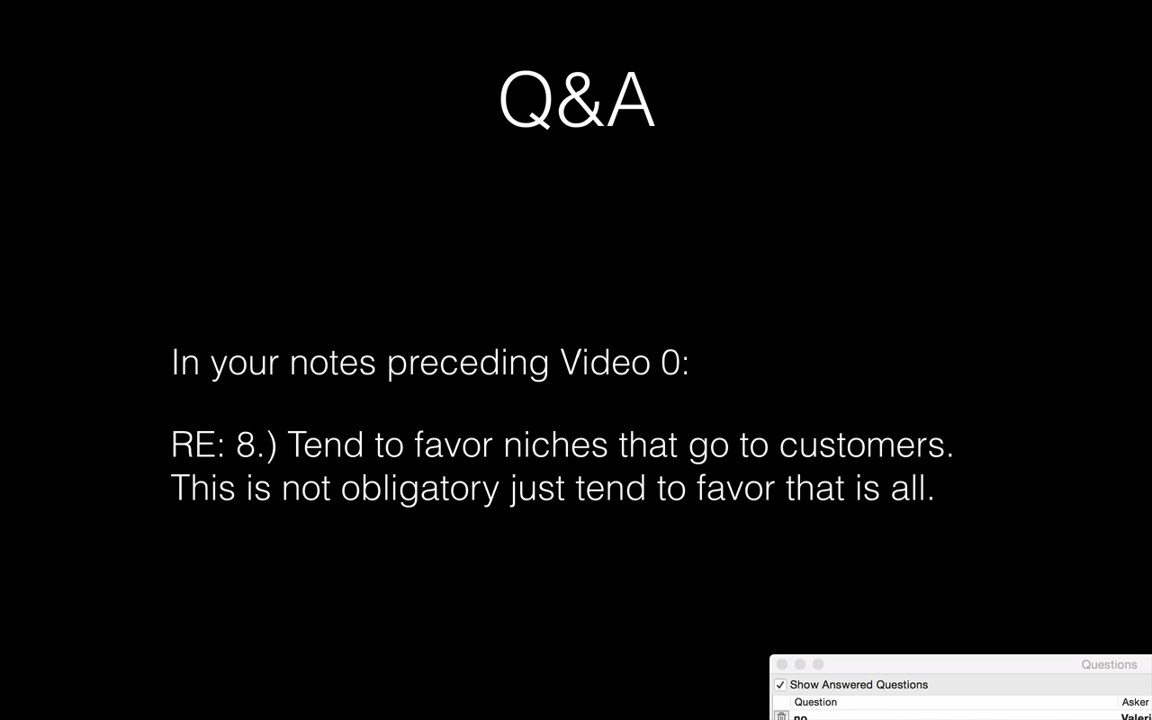 Q&A
In your notes preceding Video 0:
RE: 8.) Tend to favor niches that go to customers.
This is not obligatory just tend to favor that is all.
Questions
Show Answered Questions
Question Asker
no